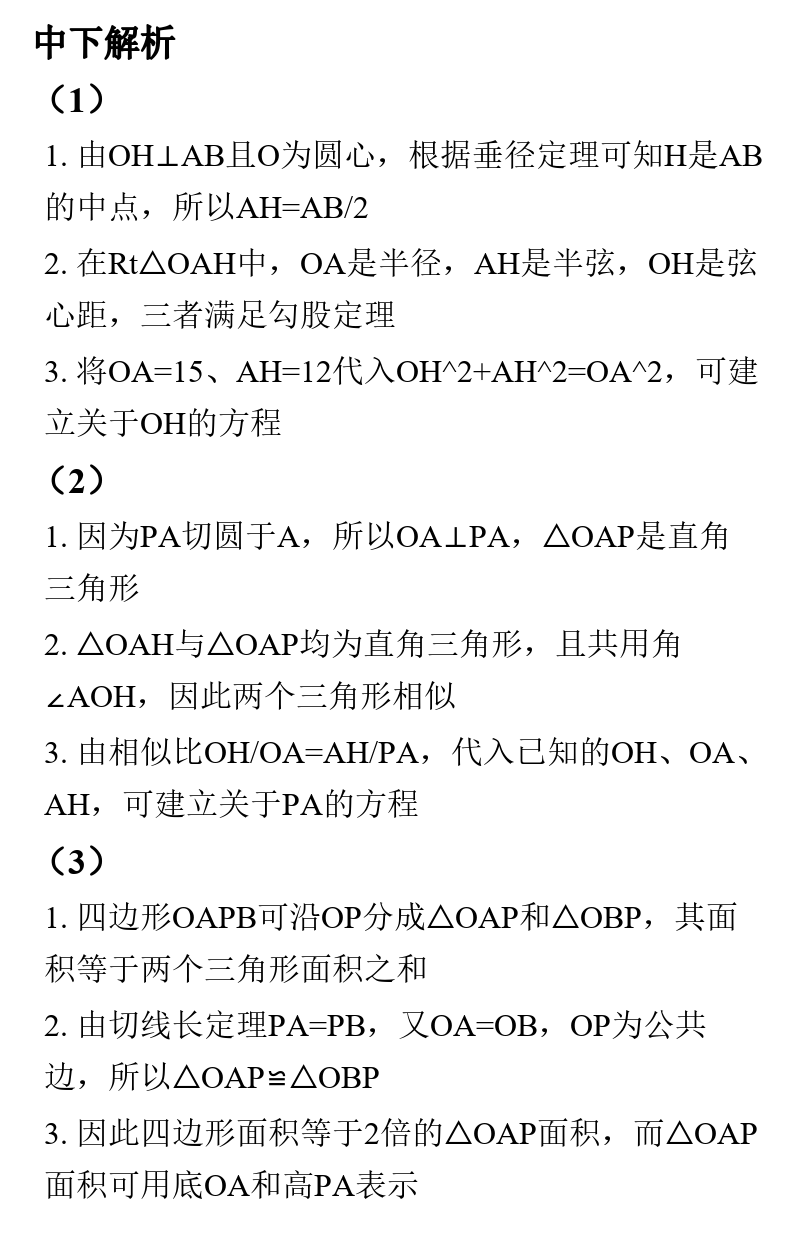 中下解析
（1）
1. 由OH⊥AB且O为圆心，根据垂径定理可知H是AB
的中点，所以AH=AB/2
2. 在Rt△OAH中，OA是半径，AH是半弦，OH是弦
心距，三者满足勾股定理
3. 将OA=15、AH=12代入OH^2+AH^2=OA^2，可建
立关于OH的方程
（2）
1. 因为PA切圆于A，所以OA⊥PA，△OAP是直角
三角形
2. △OAH与△OAP均为直角三角形，且共用角
∠AOH，因此两个三角形相似
3. 由相似比OH/OA=AH/PA，代入已知的OH、OA、
AH，可建立关于PA的方程
（3）
1. 四边形OAPB可沿OP分成△OAP和△OBP，其面
积等于两个三角形面积之和
2. 由切线长定理PA=PB，又OA=OB，OP为公共
边，所以△OAP≌△OBP
3. 因此四边形面积等于2倍的△OAP面积，而△OAP
面积可用底OA和高PA表示